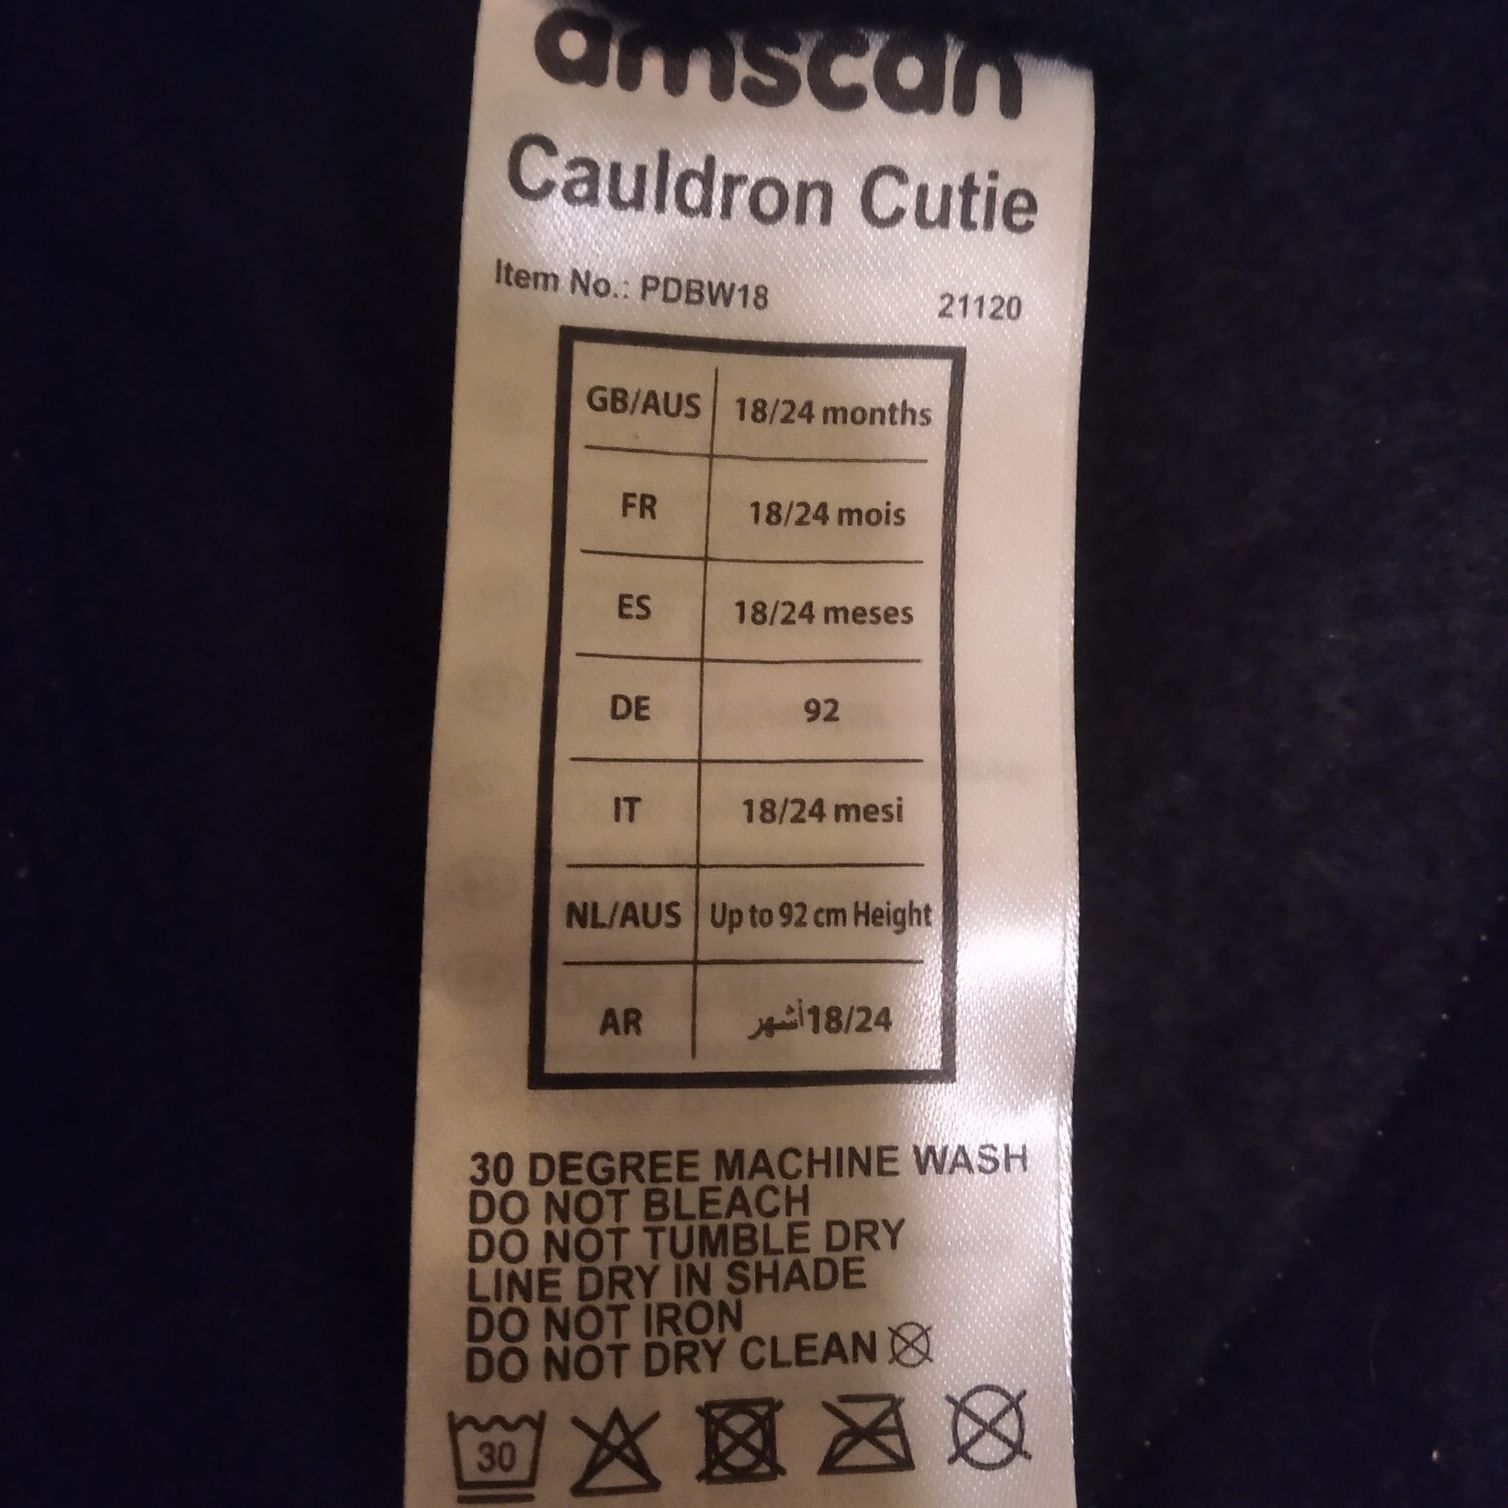 amscan
Cauldron Cutie
Item No.: PDBW18 21120
GB/AUS 18/24 months
FR 18/24 mois
ES 18/24 meses
DE 92
IT 18/24 mesi
NL/AUS Up to 92 cm Height
AR 18/24أشهر
30 DEGREE MACHINE WASH
DO NOT BLEACH
DO NOT TUMBLE DRY
LINE DRY IN SHADE
DO NOT IRON
DO NOT DRY CLEAN
30